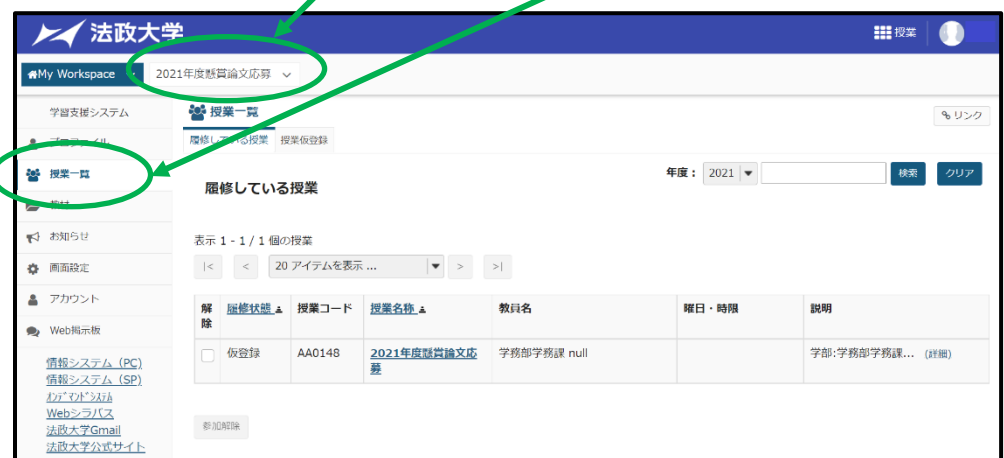 法政大学
授業
My Workspace
2021年度懸賞論文応募
学習支援システム
プロファイル
授業一覧
お知らせ
画面設定
アカウント
Web掲示板
情報システム（PC）
情報システム（SP）
ｵﾝﾃﾞﾏﾝﾄﾞｼｽﾃﾑ
Webシラバス
法政大学Gmail
法政大学公式サイト
授業一覧
リンク
履修している授業 授業仮登録
年度： 2021 検索 クリア
履修している授業
表示 1 - 1 / 1 個の授業
|< < 20 アイテムを表示 ... > >|
解除 履修状態 授業コード 授業名称 教員名 曜日・時限 説明
仮登録 AA0148 2021年度懸賞論文応募 学務部学務課 null 学部:学務部学務課... (詳細)
参加解除